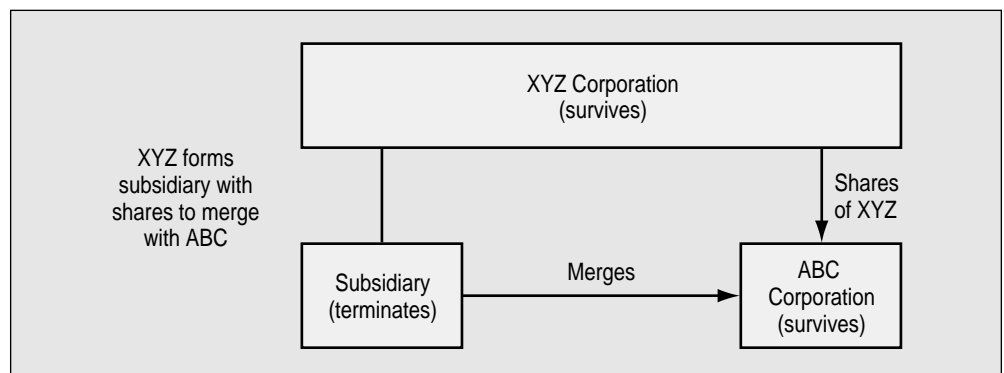 XYZ Corporation
(survives)
XYZ forms
subsidiary with
shares to merge
with ABC
Shares
of XYZ
Subsidiary
(terminates)
Merges
ABC
Corporation
(survives)